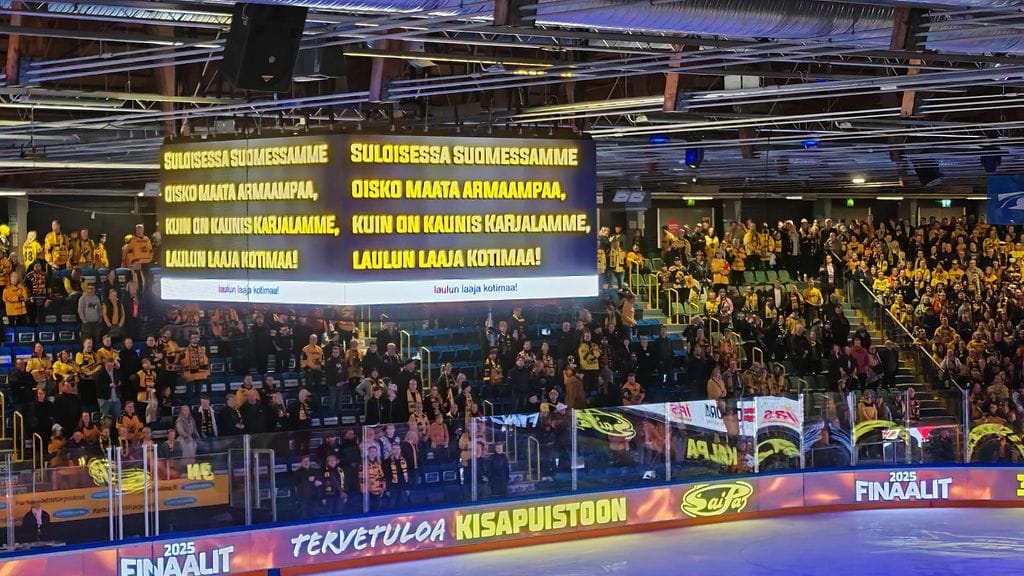 SULOISESSA SUOMESSAMME
OISKO MAATA ARMAAMPAA,
KUIN ON KAUNIS KARJALAMME,
LAULUN LAAJA KOTIMAA!
laulun laaja kotimaa!
SULOISESSA SUOMESSAMME
OISKO MAATA ARMAAMPAA,
KUIN ON KAUNIS KARJALAMME,
LAULUN LAAJA KOTIMAA!
laulun laaja kotimaa!
2025
FINAALIT
TERVETULOA KISAPUISTOON
SaiPa
2025
FINAALIT